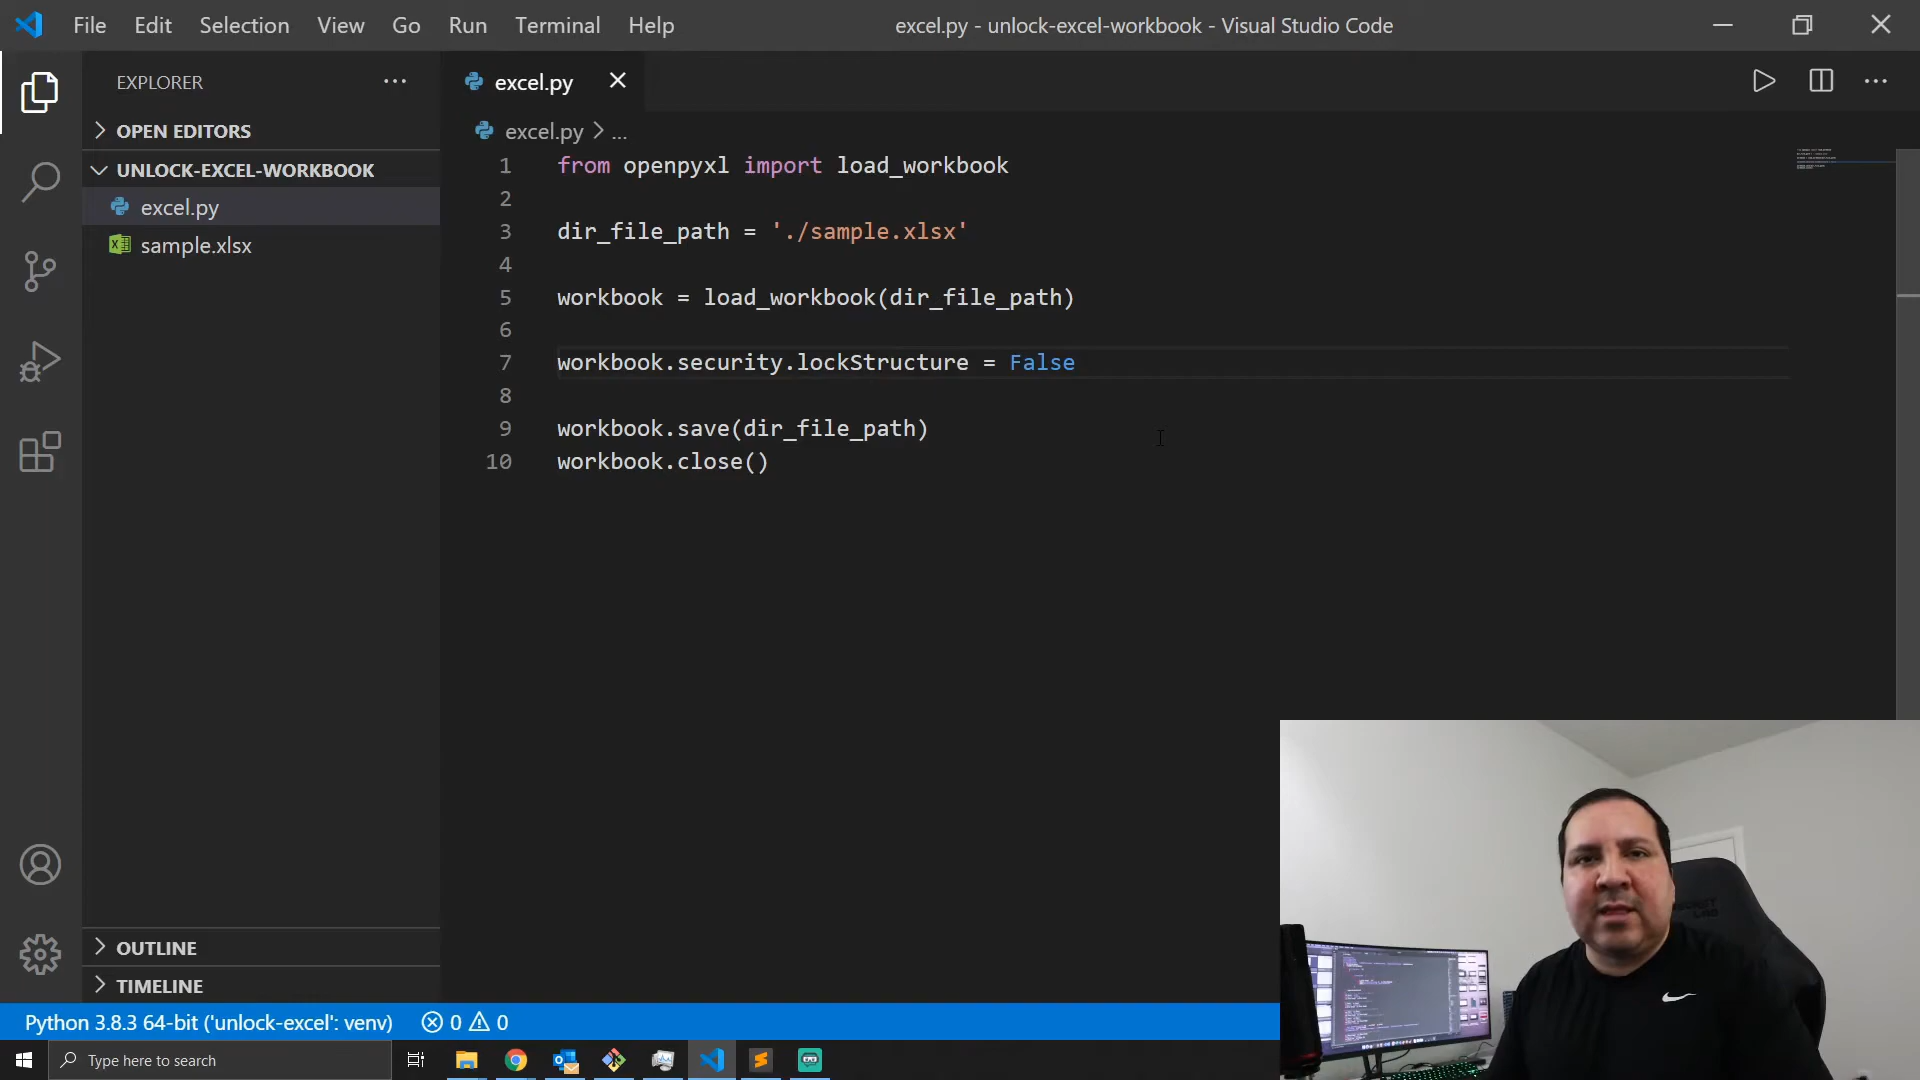 File Edit Selection View Go Run Terminal Help
excel.py - unlock-excel-workbook - Visual Studio Code
EXPLORER
OPEN EDITORS
UNLOCK-EXCEL-WORKBOOK
excel.py
sample.xlsx
OUTLINE
TIMELINE
excel.py
excel.py > ...
1 from openpyxl import load_workbook
2
3 dir_file_path = './sample.xlsx'
4
5 workbook = load_workbook(dir_file_path)
6
7 workbook.security.lockStructure = False
8
9 workbook.save(dir_file_path)
10 workbook.close()
Python 3.8.3 64-bit ('unlock-excel': venv) 0 0
Type here to search